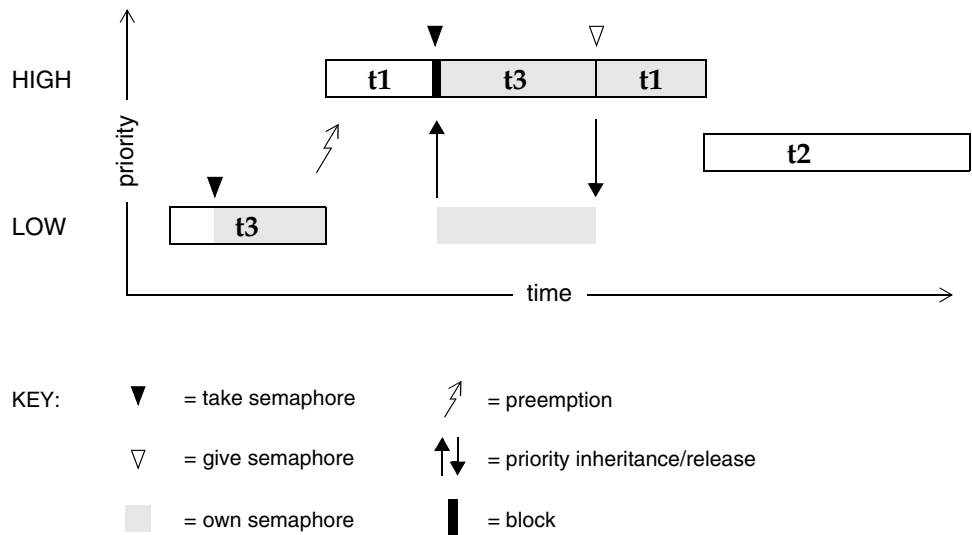 HIGH
t1
t3
t1
priority
t2
LOW
t3
time
KEY:
= take semaphore
= preemption
= give semaphore
= priority inheritance/release
= own semaphore
= block